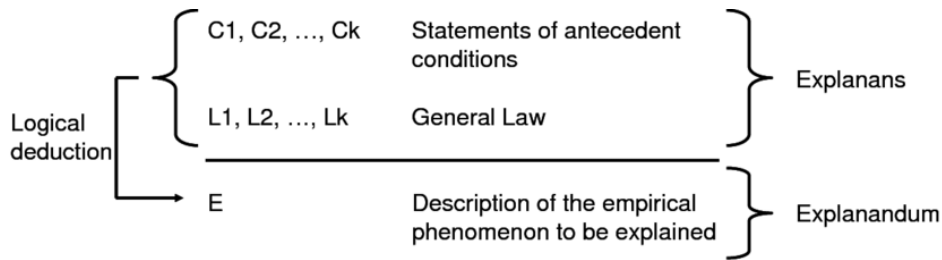 C1, C2, ..., Ck Statements of antecedent
conditions
Explanans
L1, L2, ..., Lk General Law
Logical
deduction
E Description of the empirical
phenomenon to be explained
Explanandum